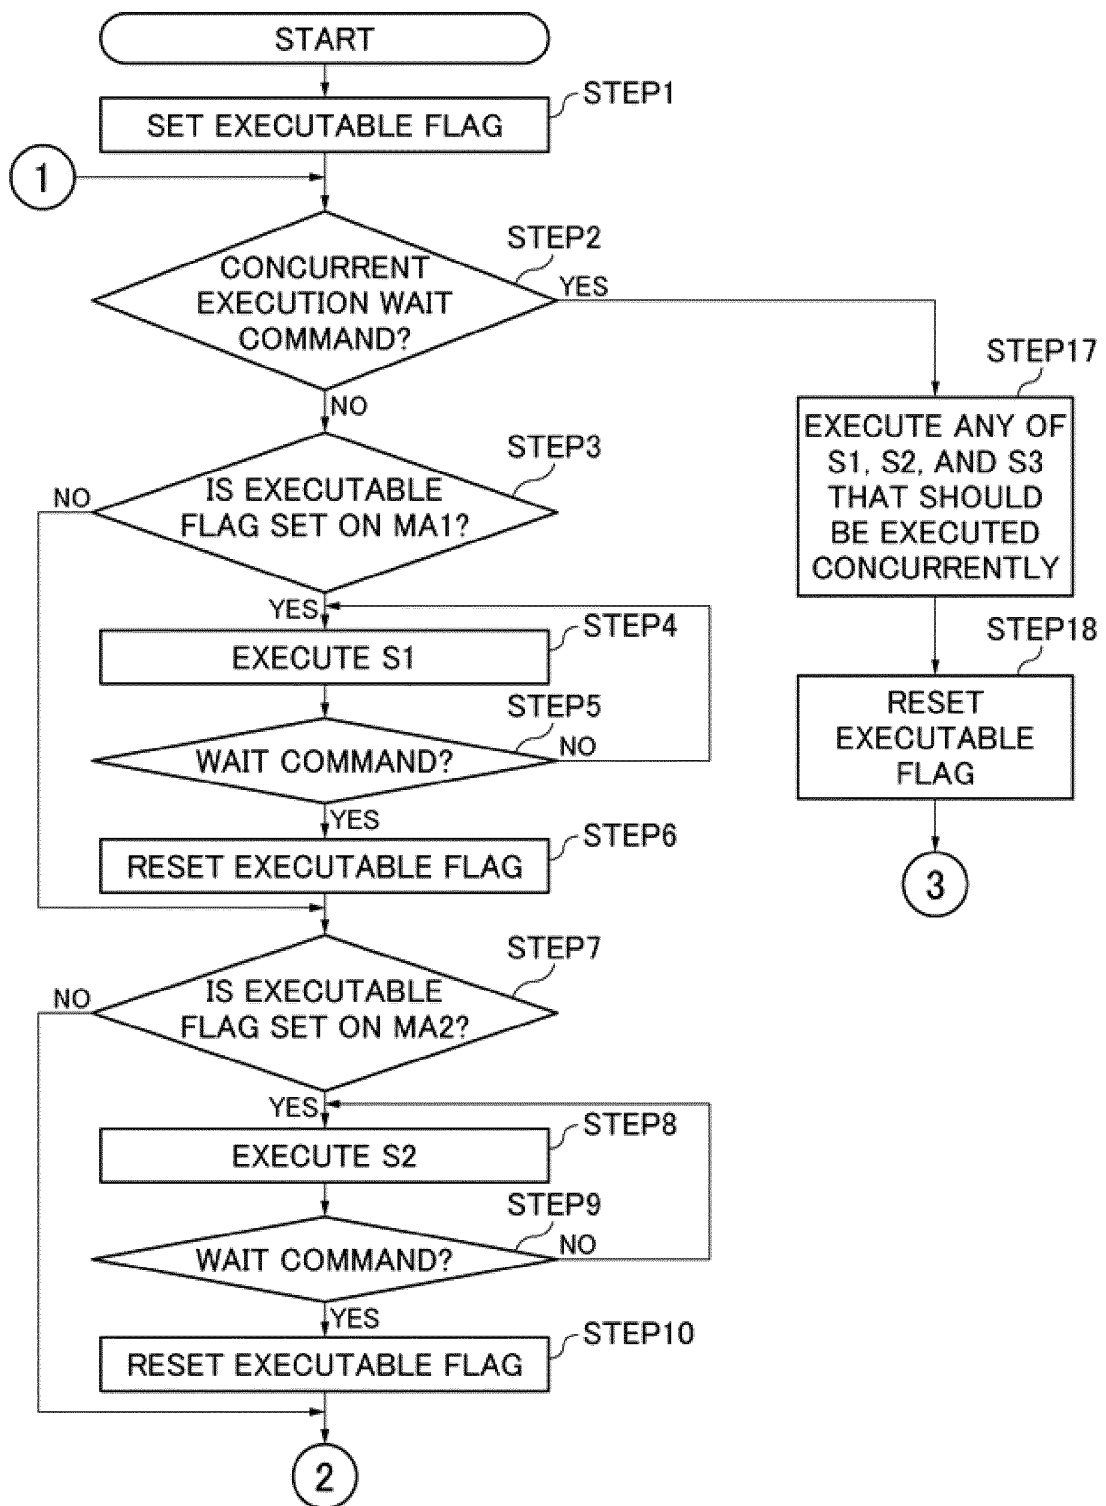 START
STEP1
SET EXECUTABLE FLAG
1
STEP2
CONCURRENT
EXECUTION WAIT
COMMAND?
YES
NO
STEP17
EXECUTE ANY OF
S1, S2, AND S3
THAT SHOULD
BE EXECUTED
CONCURRENTLY
STEP18
RESET
EXECUTABLE
FLAG
3
STEP3
IS EXECUTABLE
FLAG SET ON MA1?
NO
YES
STEP4
EXECUTE S1
STEP5
WAIT COMMAND?
NO
YES
STEP6
RESET EXECUTABLE FLAG
STEP7
IS EXECUTABLE
FLAG SET ON MA2?
NO
YES
STEP8
EXECUTE S2
STEP9
WAIT COMMAND?
NO
YES
STEP10
RESET EXECUTABLE FLAG
2